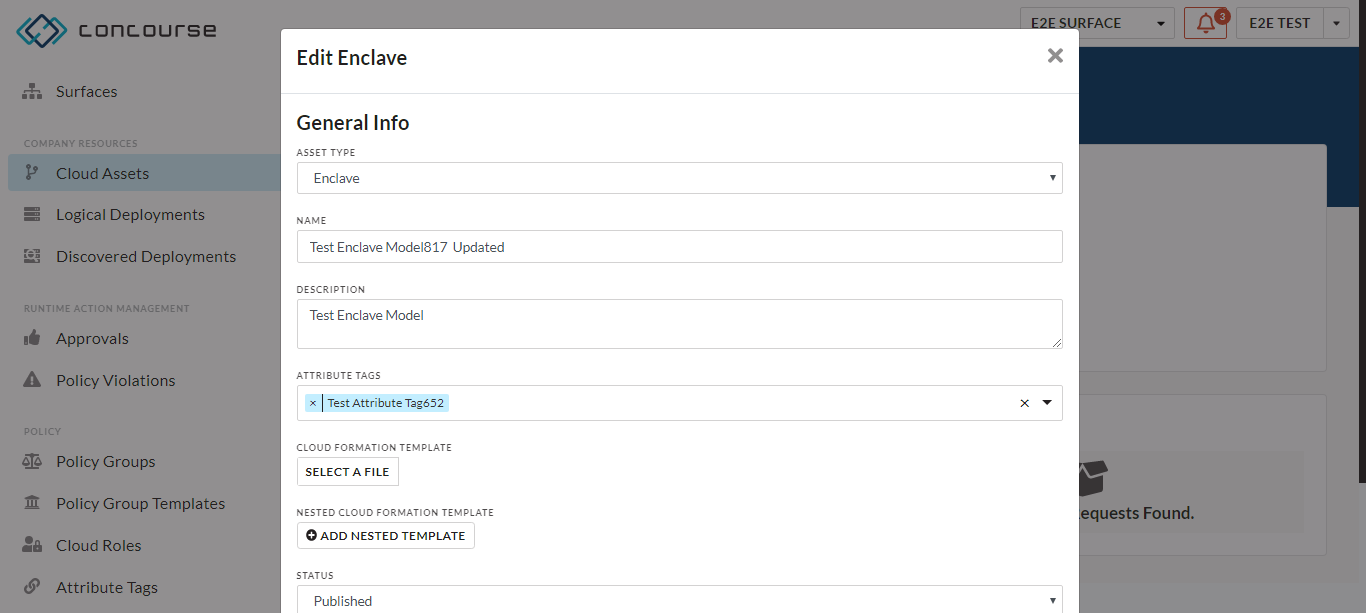 concourse
E2E SURFACE
3
E2E TEST
Surfaces
COMPANY RESOURCES
Cloud Assets
Logical Deployments
Discovered Deployments
RUNTIME ACTION MANAGEMENT
Approvals
Policy Violations
POLICY
Policy Groups
Policy Group Templates
Cloud Roles
Attribute Tags
Edit Enclave
General Info
ASSET TYPE
Enclave
NAME
Test Enclave Model817 Updated
DESCRIPTION
Test Enclave Model
ATTRIBUTE TAGS
× Test Attribute Tag652
CLOUD FORMATION TEMPLATE
SELECT A FILE
NESTED CLOUD FORMATION TEMPLATE
ADD NESTED TEMPLATE
STATUS
Published
equests Found.